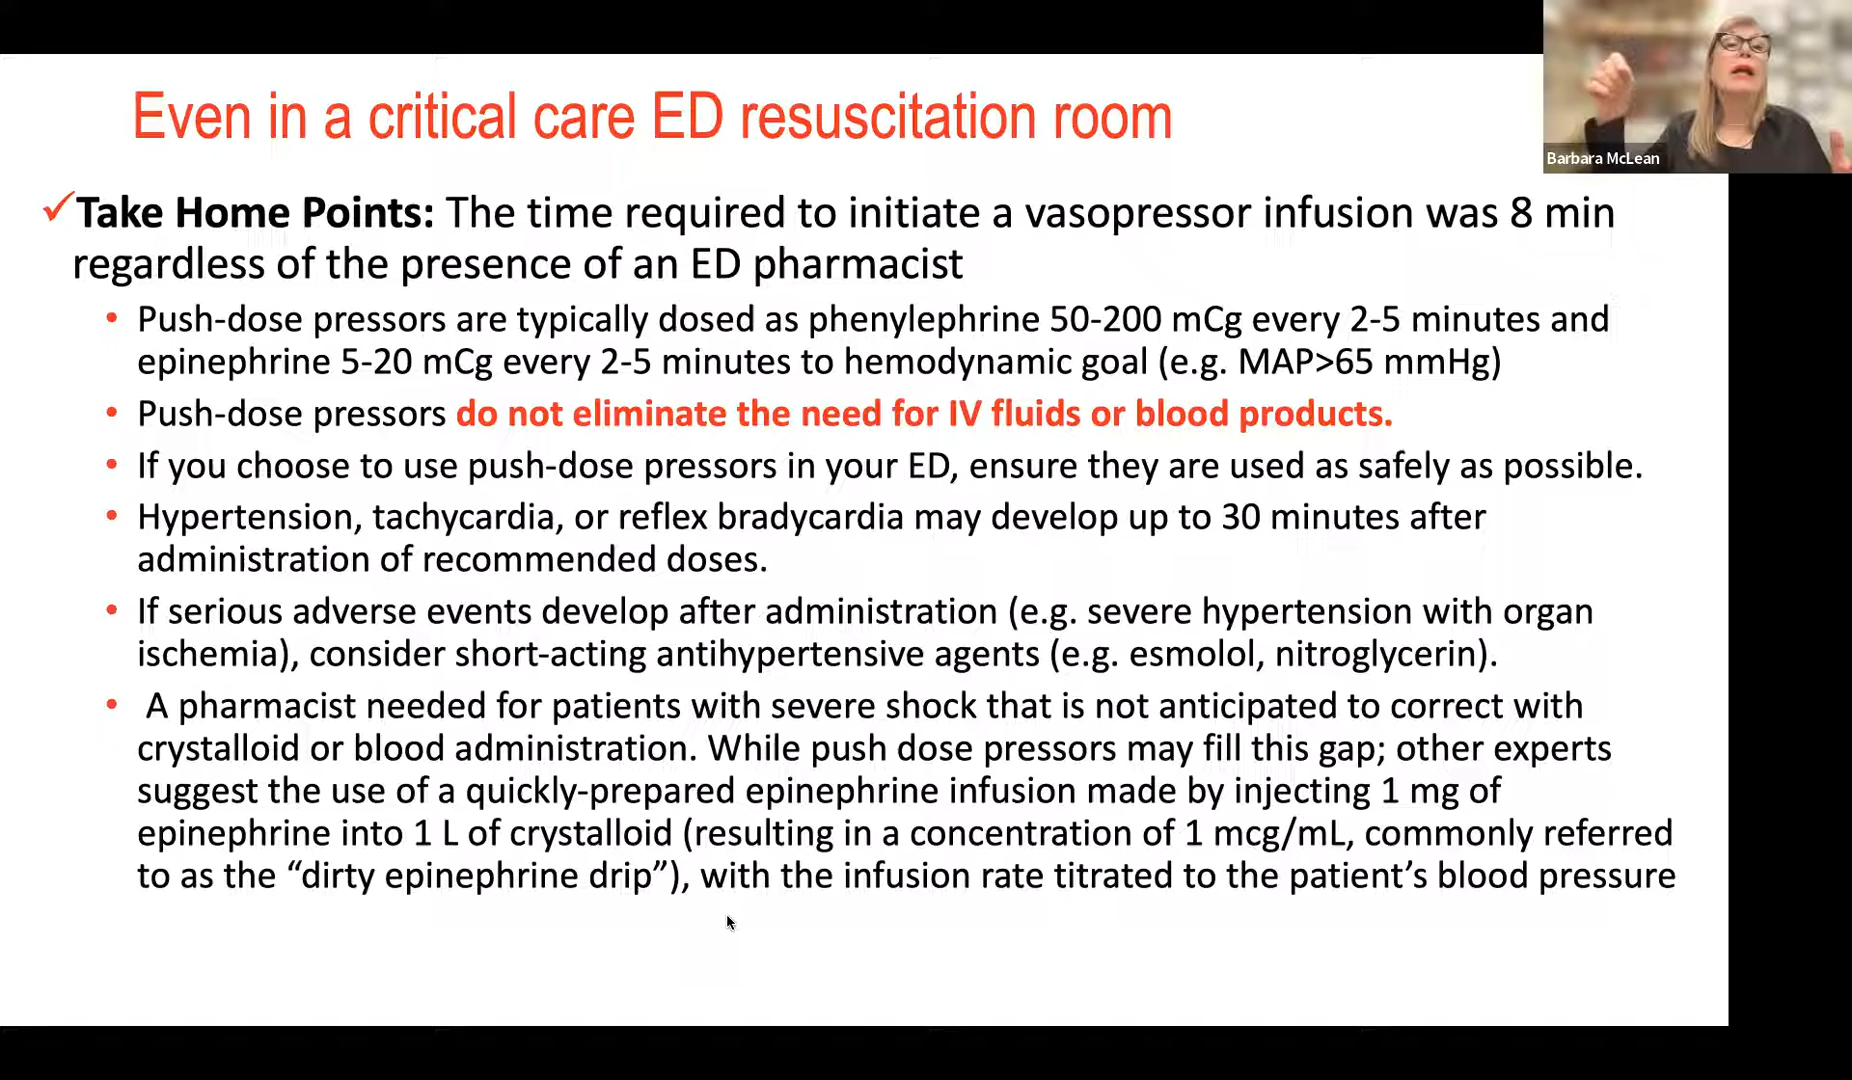 Even in a critical care ED resuscitation room
Barbara McLean
✓Take Home Points: The time required to initiate a vasopressor infusion was 8 min
regardless of the presence of an ED pharmacist
• Push-dose pressors are typically dosed as phenylephrine 50-200 mCg every 2-5 minutes and
epinephrine 5-20 mCg every 2-5 minutes to hemodynamic goal (e.g. MAP>65 mmHg)
• Push-dose pressors do not eliminate the need for IV fluids or blood products.
• If you choose to use push-dose pressors in your ED, ensure they are used as safely as possible.
• Hypertension, tachycardia, or reflex bradycardia may develop up to 30 minutes after
administration of recommended doses.
• If serious adverse events develop after administration (e.g. severe hypertension with organ
ischemia), consider short-acting antihypertensive agents (e.g. esmolol, nitroglycerin).
• A pharmacist needed for patients with severe shock that is not anticipated to correct with
crystalloid or blood administration. While push dose pressors may fill this gap; other experts
suggest the use of a quickly-prepared epinephrine infusion made by injecting 1 mg of
epinephrine into 1 L of crystalloid (resulting in a concentration of 1 mcg/mL, commonly referred
to as the “dirty epinephrine drip”), with the infusion rate titrated to the patient’s blood pressure